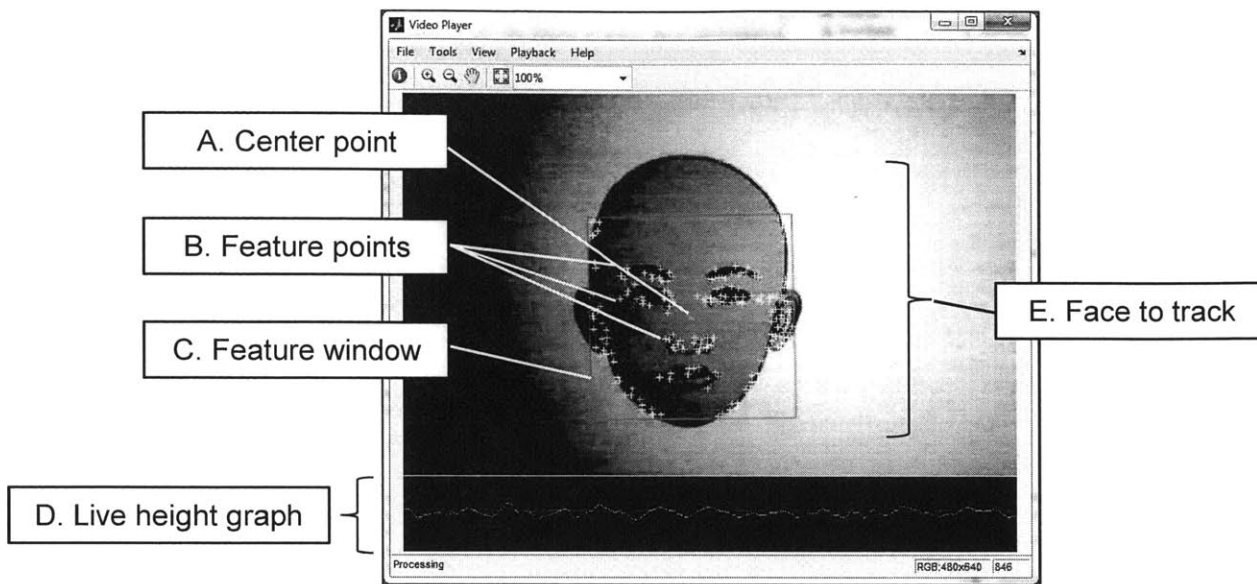 Video Player
File Tools View Playback Help
100%
A. Center point
B. Feature points
C. Feature window
E. Face to track
D. Live height graph
Processing
RGB:480x640 846